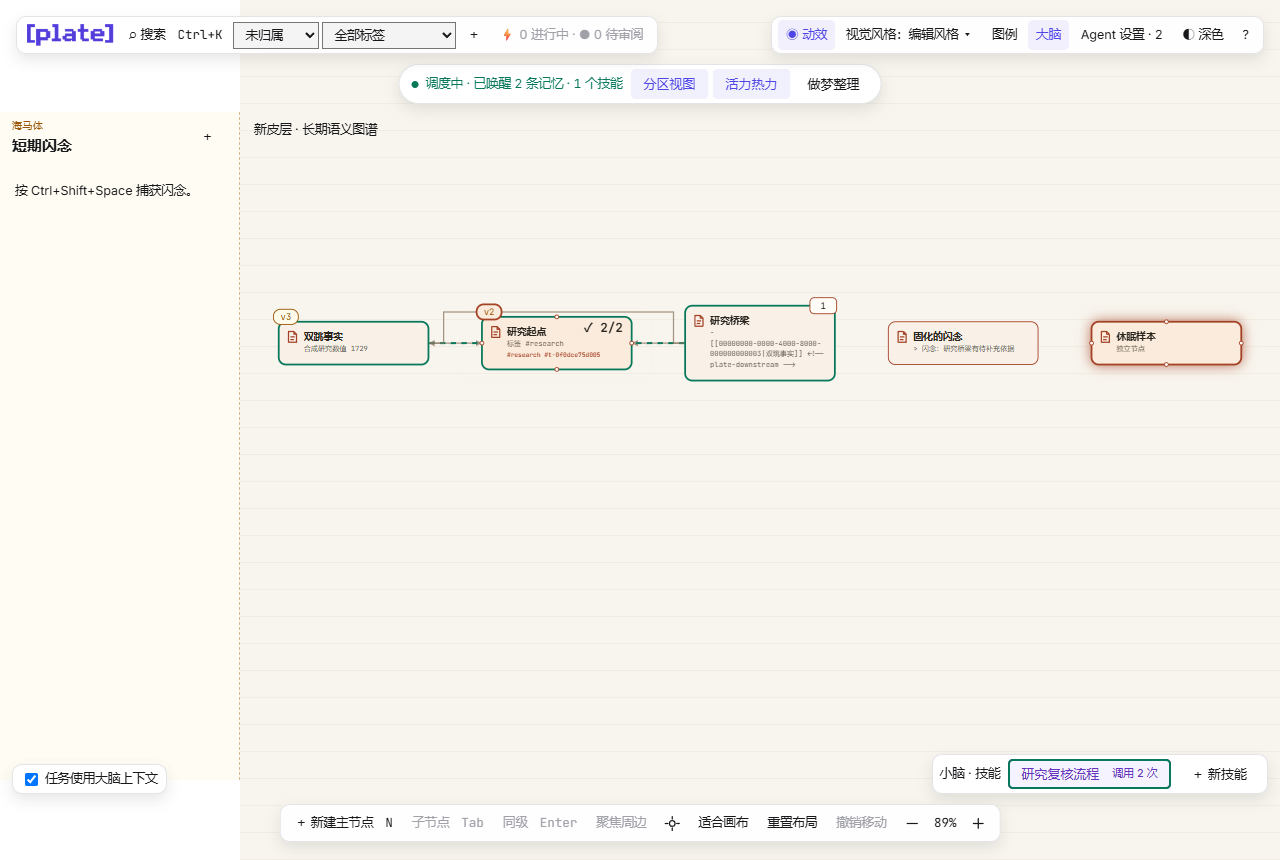 [plate] ⌕ 搜索 Ctrl+K 未归属 全部标签 + 0 进行中 · ● 0 待审阅
◉ 动效 视觉风格: 编辑风格 图例 大脑 Agent 设置 · 2 ◐ 深色 ?
● 调度中 · 已唤醒 2 条记忆 · 1 个技能 分区视图 活力热力 做梦整理
海马体
短期闪念
+
按 Ctrl+Shift+Space 捕获闪念。
新皮层 · 长期语义图谱
v3
双跳事实
合成研究数值 1729
v2
研究起点
✓ 2/2
标签 #research
#research #t-0f0dce75d005
1
研究桥梁
-
[[00000000-0000-4000-8000-
000000000003|双跳事实]] <!--
plate-downstream -->
固化的闪念
> 闪念: 研究桥梁有待补充依据
休眠样本
独立节点
任务使用大脑上下文
小脑 · 技能 研究复核流程 调用 2 次 + 新技能
+ 新建主节点 N 子节点 Tab 同级 Enter 聚焦周边 适合画布 重置布局 撤销移动 — 89% +